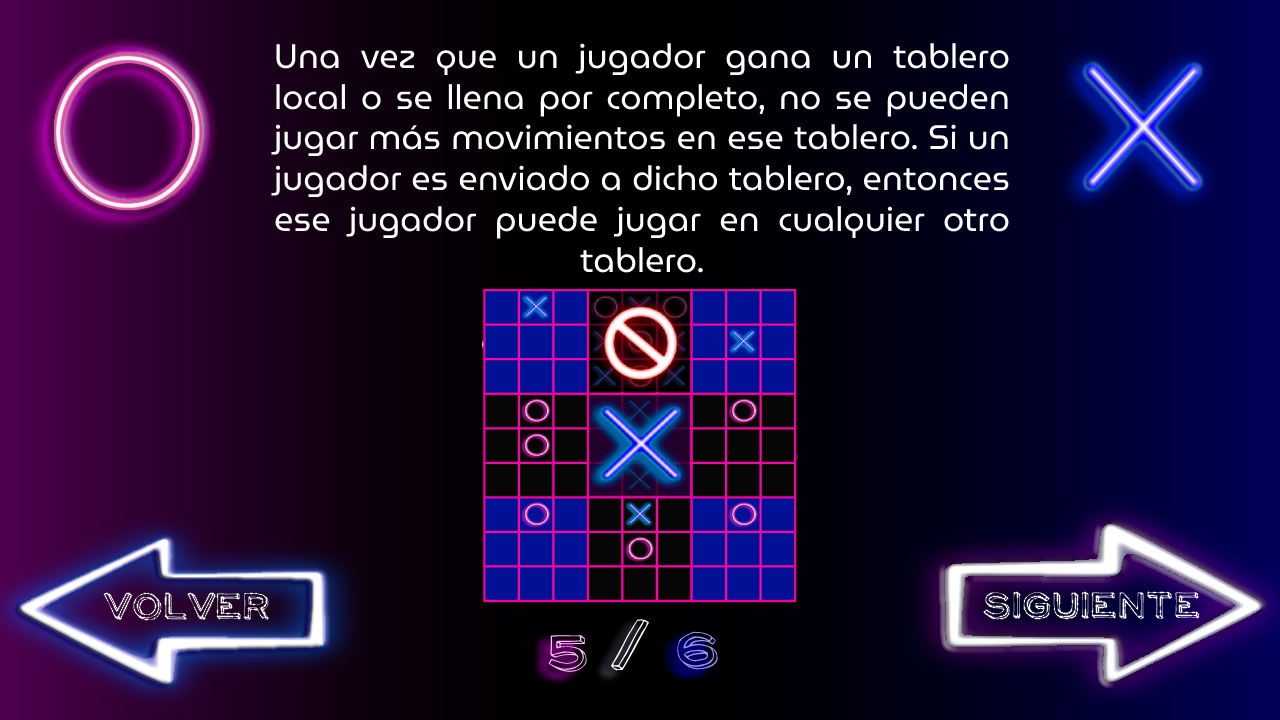 Una vez que un jugador gana un tablero
local o se llena por completo, no se pueden
jugar más movimientos en ese tablero. Si un
jugador es enviado a dicho tablero, entonces
ese jugador puede jugar en cualquier otro
tablero.
VOLVER
SIGUIENTE
5 / 6